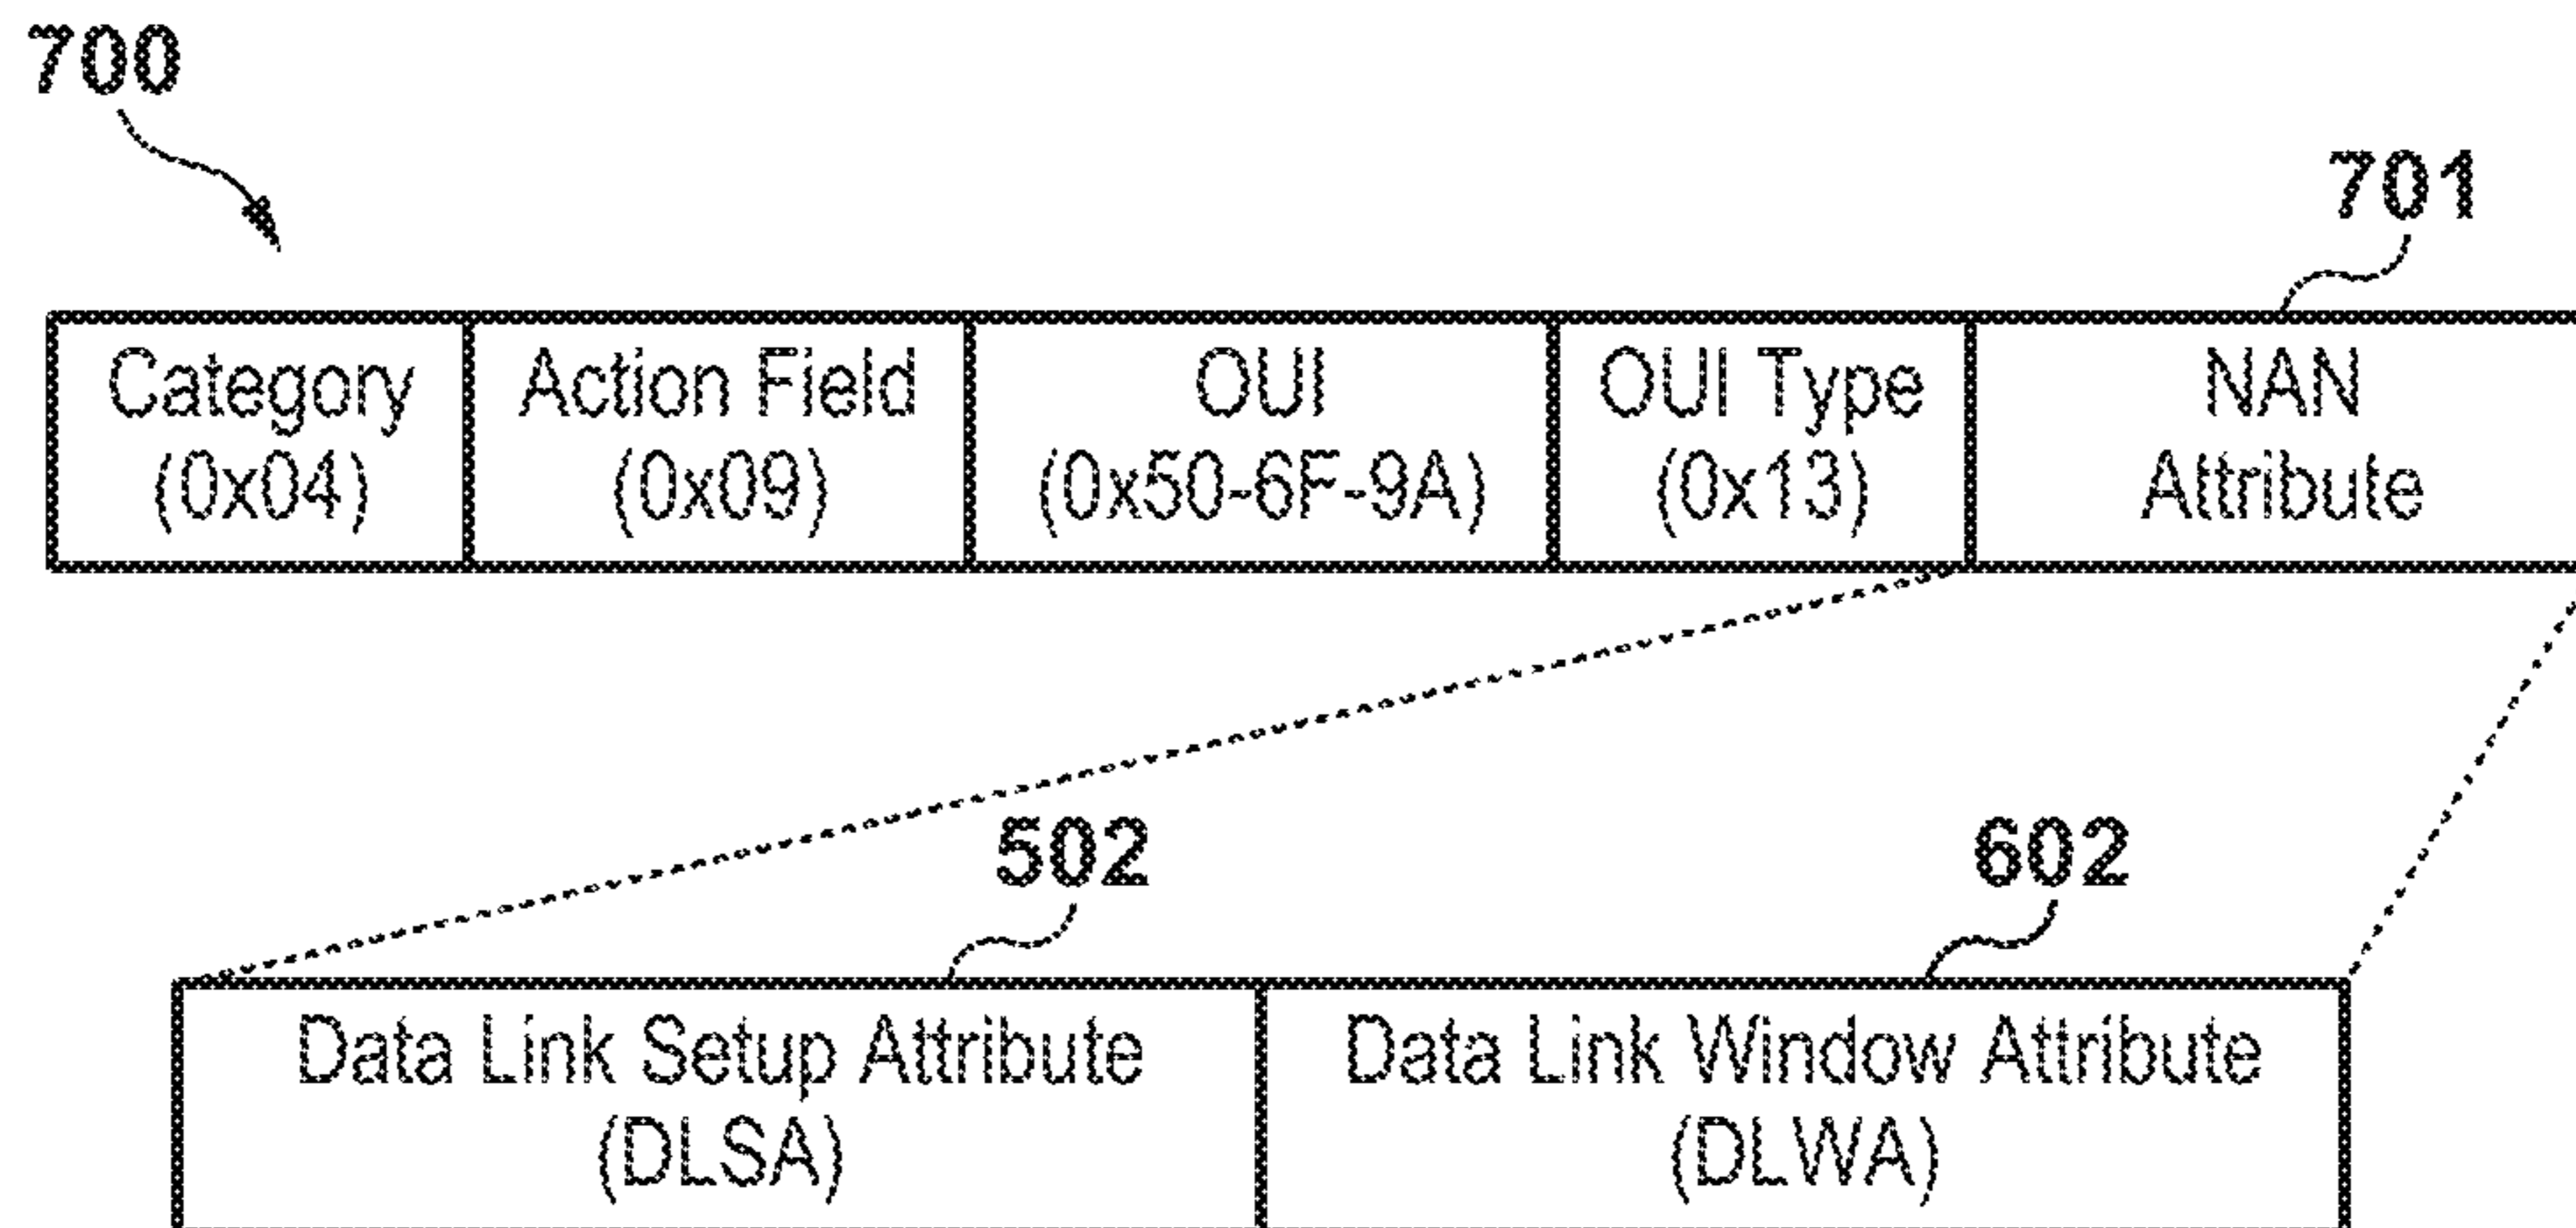 700
701
Category
(0x04)
Action Field
(0x09)
OUI
(0x50-6F-9A)
OUI Type
(0x13)
NAN
Attribute
502
602
Data Link Setup Attribute
(DLSA)
Data Link Window Attribute
(DLWA)